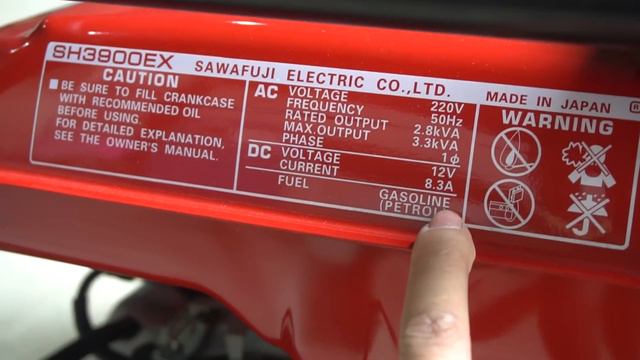 SH3800EX SAWAFUJI ELECTRIC CO.,LTD. MADE IN JAPAN
CAUTION
BE SURE TO FILL CRANKCASE
WITH RECOMMENDED OIL
BEFORE USING.
FOR DETAILED EXPLANATION,
SEE THE OWNER'S MANUAL.
AC VOLTAGE 220V
FREQUENCY 50Hz
RATED OUTPUT 2.8kVA
MAX.OUTPUT 3.3kVA
PHASE 1ϕ
DC VOLTAGE 12V
CURRENT 8.3A
FUEL GASOLINE
(PETROL
WARNING